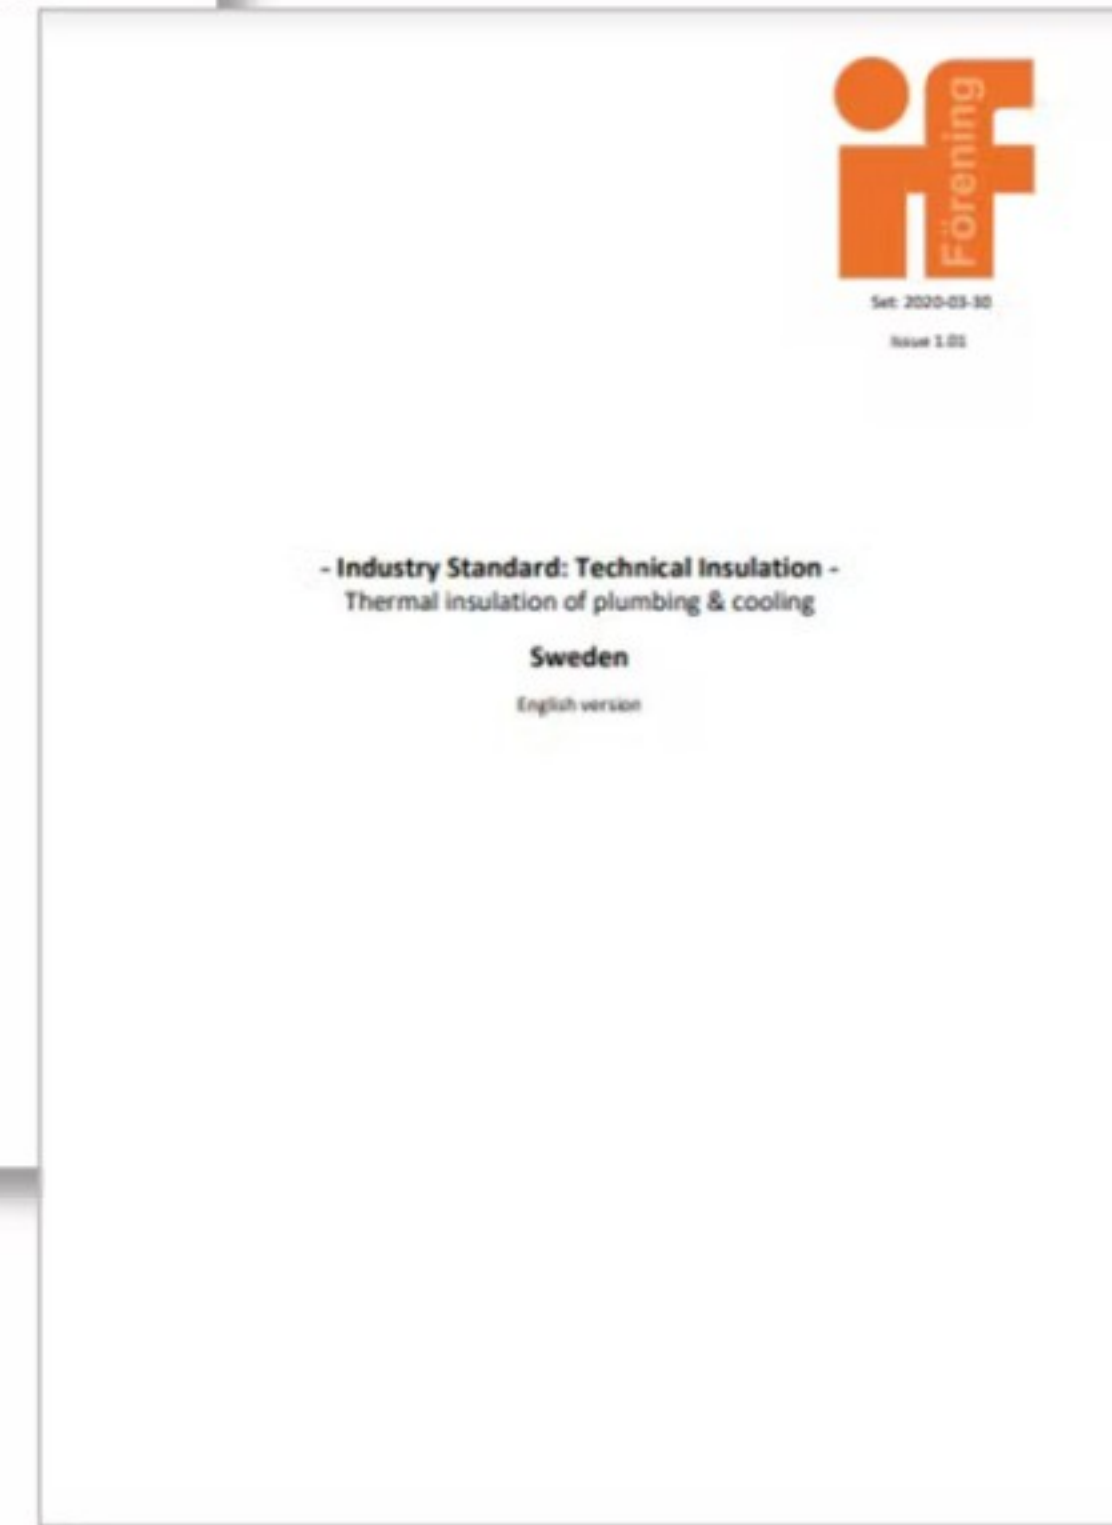 if
Förening
Set: 2020-03-30
Issue 1.01
- Industry Standard: Technical Insulation -
Thermal insulation of plumbing & cooling
Sweden
English version